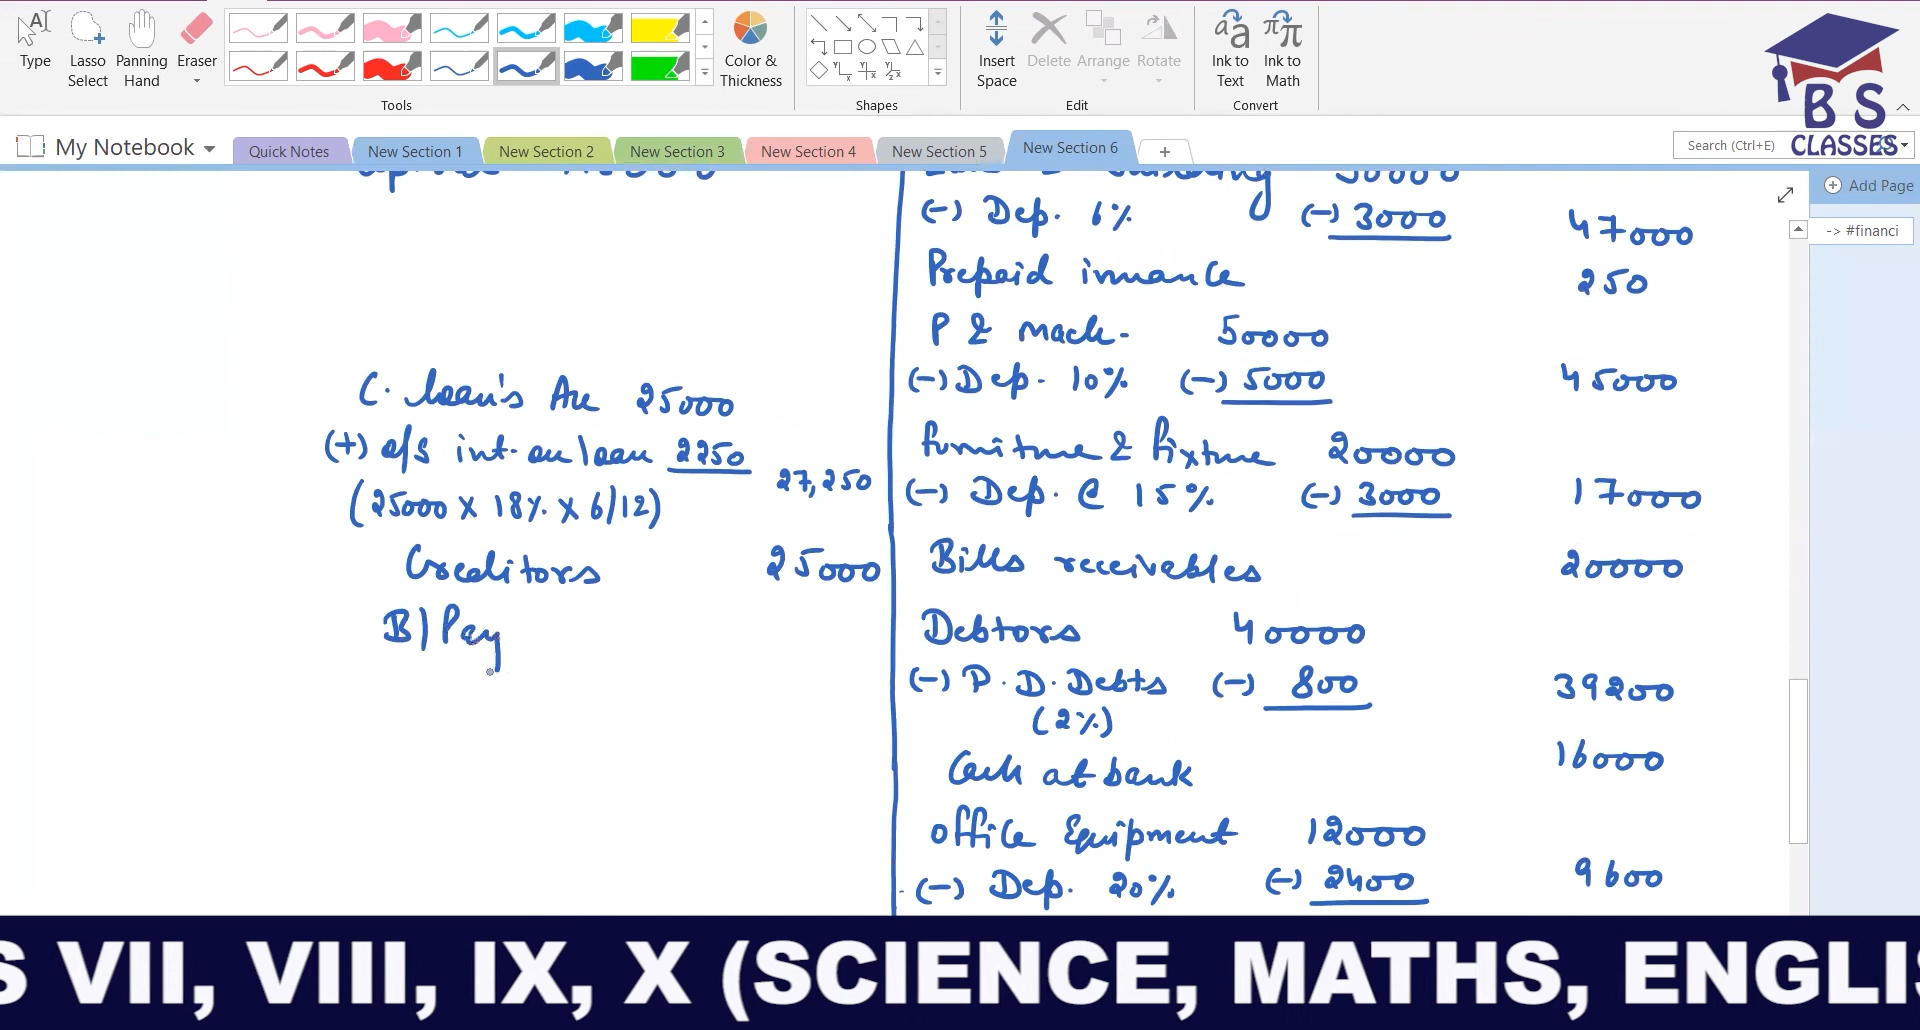 Type
Lasso Select
Panning Hand
Eraser
Color & Thickness
Insert Space
Delete
Arrange
Rotate
Ink to Text
Ink to Math
Tools
Shapes
Edit
Convert
BS
CLASSES
My Notebook
Quick Notes
New Section 1
New Section 2
New Section 3
New Section 4
New Section 5
New Section 6
Search (Ctrl+E)
Add Page
-> #financi
C. loan's A/c 25000
(+) o/s int. on loan 2250 27,250
(25000 X 18% X 6/12)
Creditors 25000
B/Pay
50000
(-) Dep. 6% (-) 3000 47000
Prepaid 250
P & mach. 50000
(-) Dep. 10% (-) 5000 45000
furniture & fixture 20000
(-) Dep. @ 15% (-) 3000 17000
Bills receivables 20000
Debtors 40000
(-) P.D.Debts (-) 800 39200
(2%)
Cash at bank 16000
office Equipment 12000
(-) Dep. 20% (-) 2400 9600
S VII, VIII, IX, X (SCIENCE, MATHS, ENGLIS